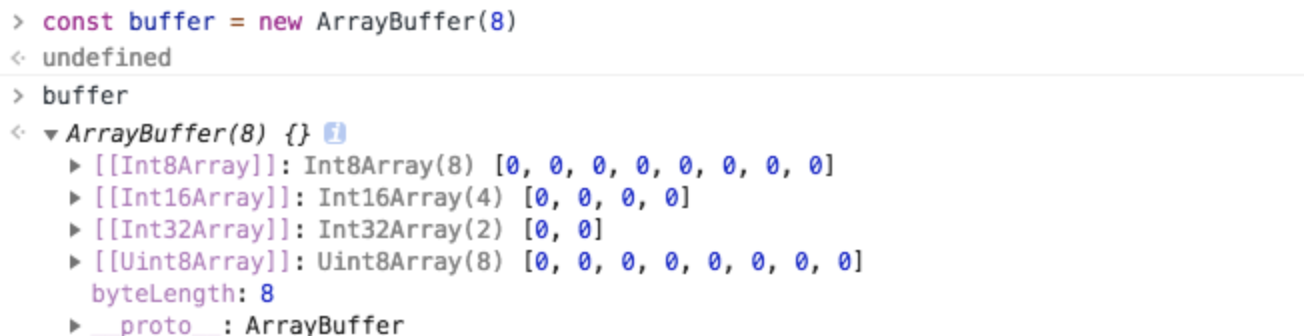 > const buffer = new ArrayBuffer(8)
<· undefined
> buffer
<· ▼ ArrayBuffer(8) {} i
▶ [[Int8Array]]: Int8Array(8) [0, 0, 0, 0, 0, 0, 0, 0]
▶ [[Int16Array]]: Int16Array(4) [0, 0, 0, 0]
▶ [[Int32Array]]: Int32Array(2) [0, 0]
▶ [[Uint8Array]]: Uint8Array(8) [0, 0, 0, 0, 0, 0, 0, 0]
byteLength: 8
▶ __proto__: ArrayBuffer